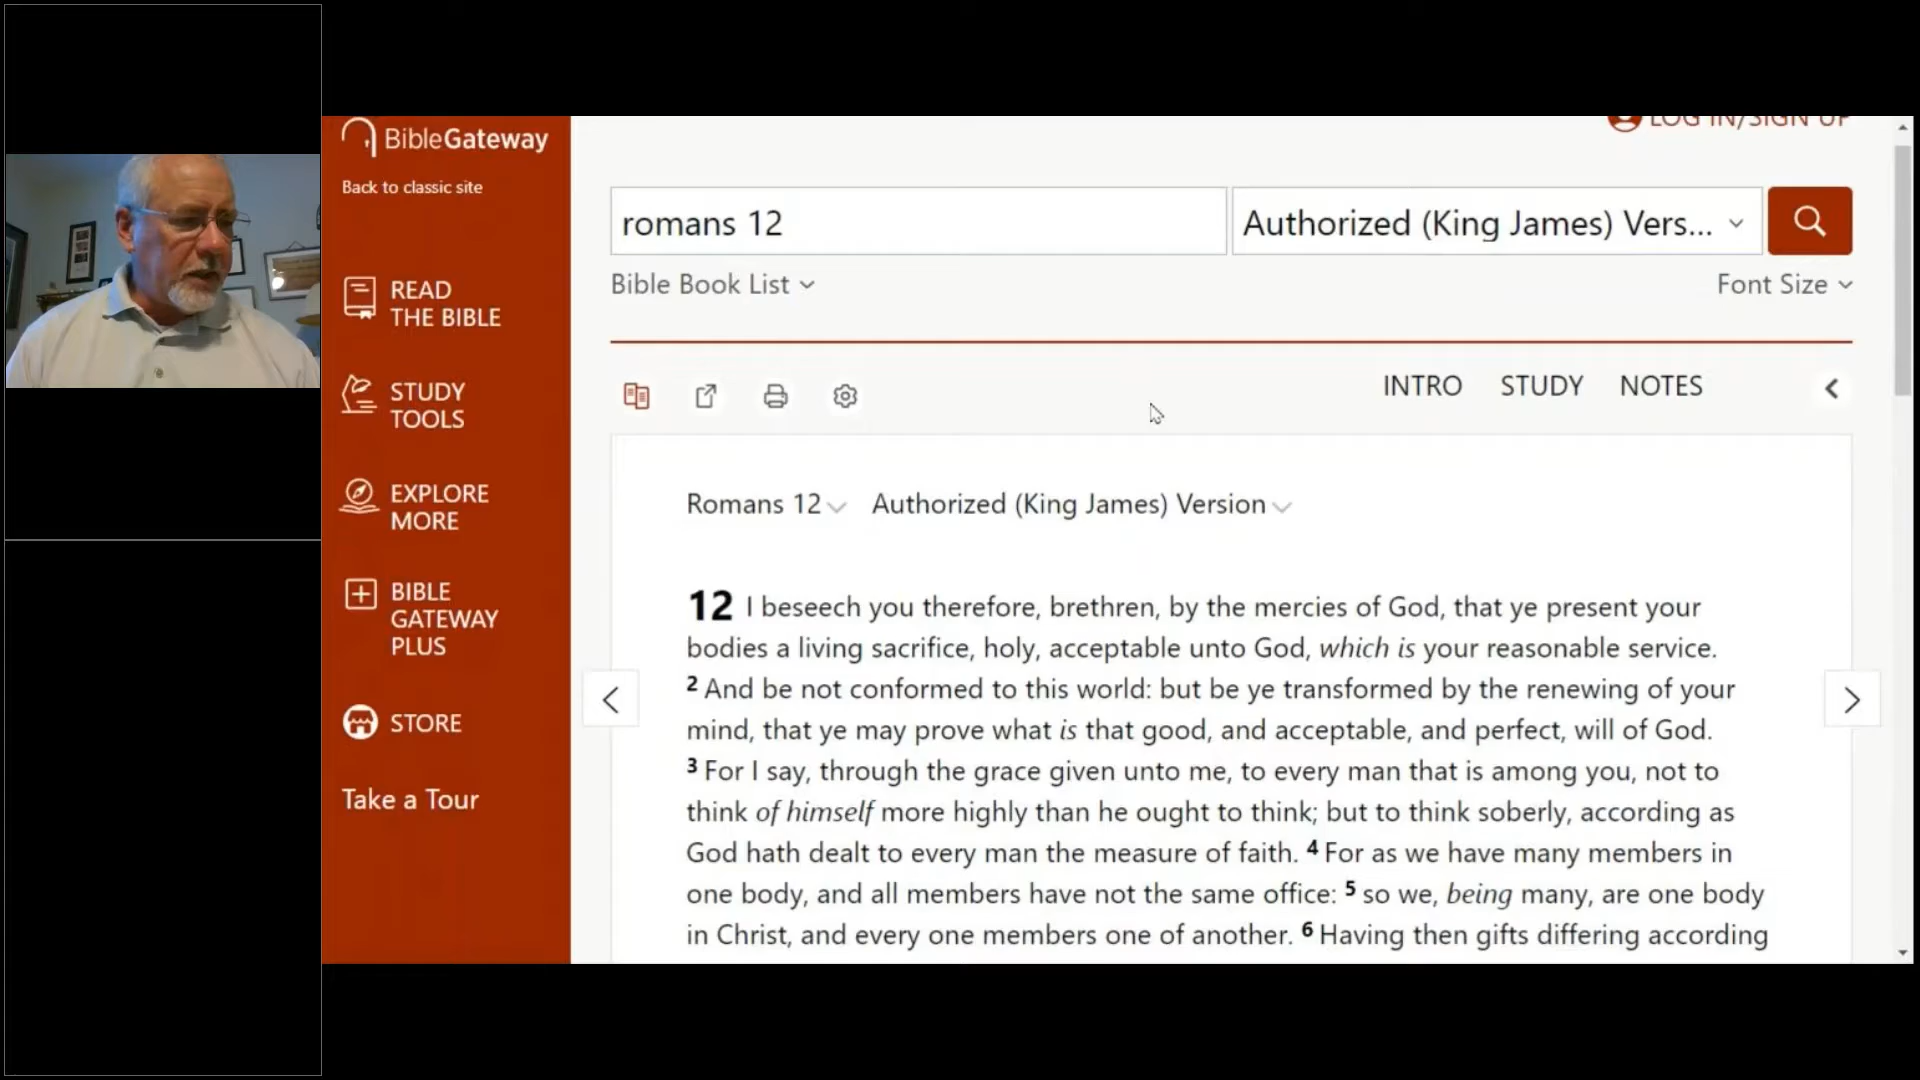 BibleGateway
Back to classic site
READ
THE BIBLE
STUDY
TOOLS
EXPLORE
MORE
BIBLE
GATEWAY
PLUS
STORE
Take a Tour
LOG IN/SIGN UP
romans 12
Authorized (King James) Vers...
Bible Book List
Font Size
INTRO STUDY NOTES
Romans 12 Authorized (King James) Version
12 I beseech you therefore, brethren, by the mercies of God, that ye present your
bodies a living sacrifice, holy, acceptable unto God, which is your reasonable service.
2 And be not conformed to this world: but be ye transformed by the renewing of your
mind, that ye may prove what is that good, and acceptable, and perfect, will of God.
3 For I say, through the grace given unto me, to every man that is among you, not to
think of himself more highly than he ought to think; but to think soberly, according as
God hath dealt to every man the measure of faith. 4 For as we have many members in
one body, and all members have not the same office: 5 so we, being many, are one body
in Christ, and every one members one of another. 6 Having then gifts differing according